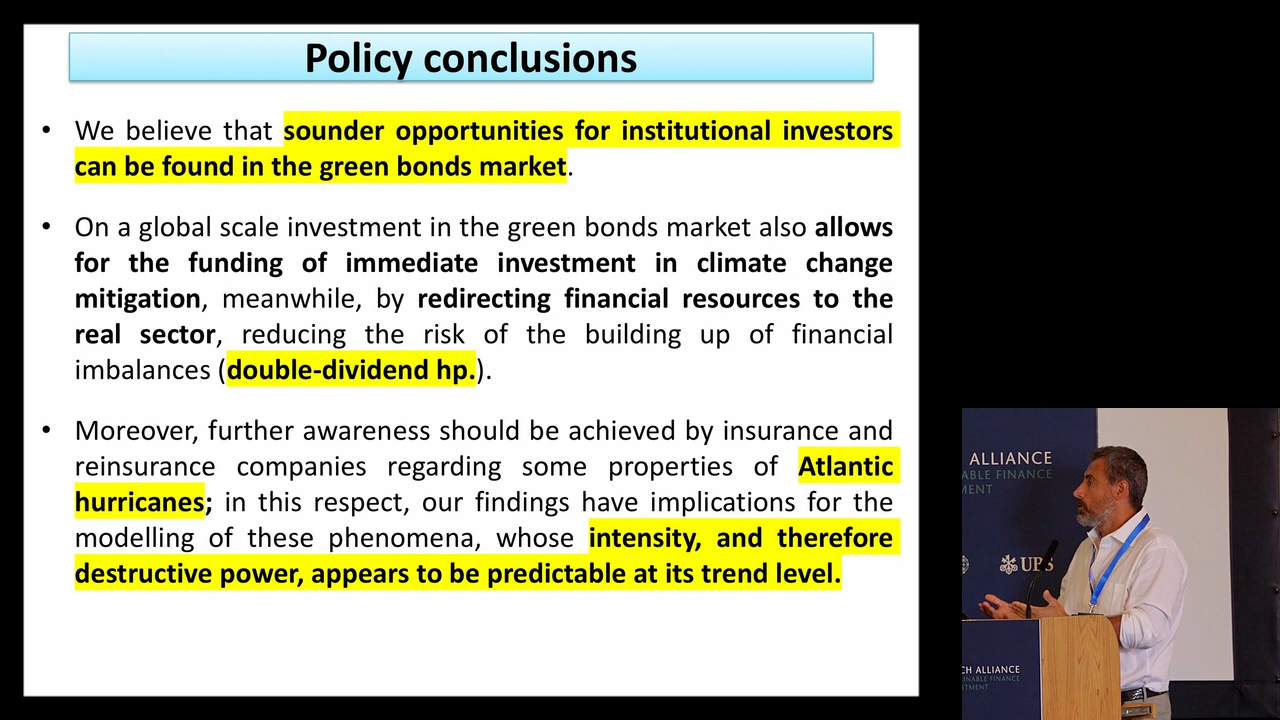 Policy conclusions
• We believe that sounder opportunities for institutional investors
can be found in the green bonds market.
• On a global scale investment in the green bonds market also allows
for the funding of immediate investment in climate change
mitigation, meanwhile, by redirecting financial resources to the
real sector, reducing the risk of the building up of financial
imbalances (double-dividend hp.).
• Moreover, further awareness should be achieved by insurance and
reinsurance companies regarding some properties of Atlantic
hurricanes; in this respect, our findings have implications for the
modelling of these phenomena, whose intensity, and therefore
destructive power, appears to be predictable at its trend level.
ALLIANCE
ABLE FINANCE
MENT
UBS
CH ALLIANCE
AINABLE FINANCE
STMENT